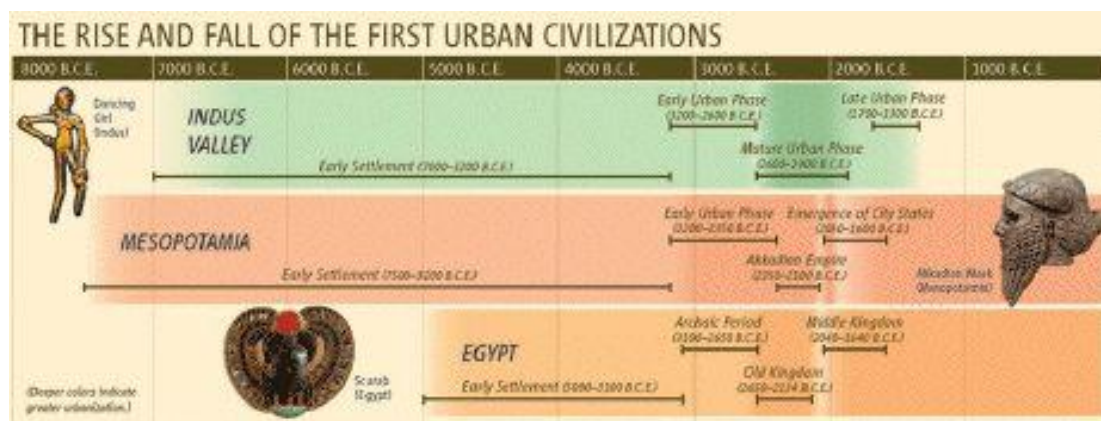 THE RISE AND FALL OF THE FIRST URBAN CIVILIZATIONS
8000 B.C.E. 7000 B.C.E. 6000 B.C.E. 5000 B.C.E. 4000 B.C.E. 3000 B.C.E. 2000 B.C.E. 1000 B.C.E.
Dancing
Girl
(Indus)
INDUS
VALLEY
Early Settlement (7000–3200 B.C.E.)
Early Urban Phase
(3200–2600 B.C.E.)
Mature Urban Phase
(2600–1900 B.C.E.)
Late Urban Phase
(1700–1300 B.C.E.)
MESOPOTAMIA
Early Settlement (7500–3200 B.C.E.)
Early Urban Phase
(3200–2350 B.C.E.)
Akkadian Empire
(2350–2100 B.C.E.)
Emergence of City States
B.C.E.)
Akkadian Mask
(Mesopotamia)
EGYPT
Early Settlement (5000–3100 B.C.E.)
Archaic Period
(3100–2650 B.C.E.)
Old Kingdom
(2650–2134 B.C.E.)
Middle Kingdom
(2040–1640 B.C.E.)
Scarab
(Egypt)
(Deeper colors indicate
greater urbanization.)